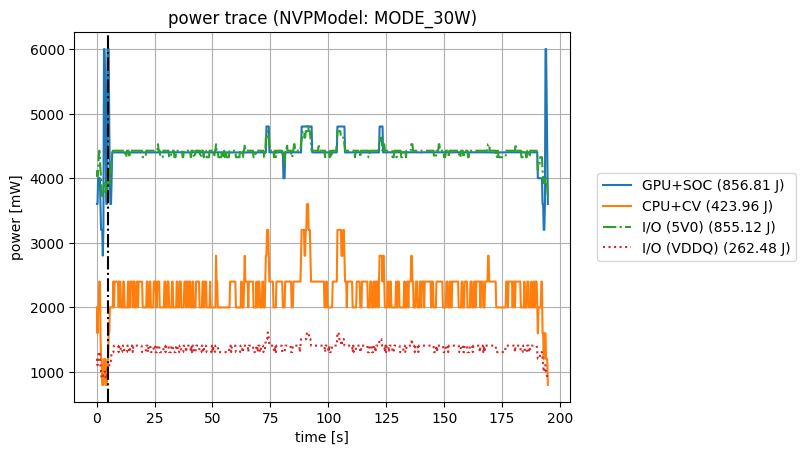 power trace (NVPModel: MODE_30W)
6000
5000
4000
3000
2000
1000
power [mW]
0
25
50
75
100
125
150
175
200
time [s]
GPU+SOC (856.81 J)
CPU+CV (423.96 J)
I/O (5V0) (855.12 J)
I/O (VDDQ) (262.48 J)